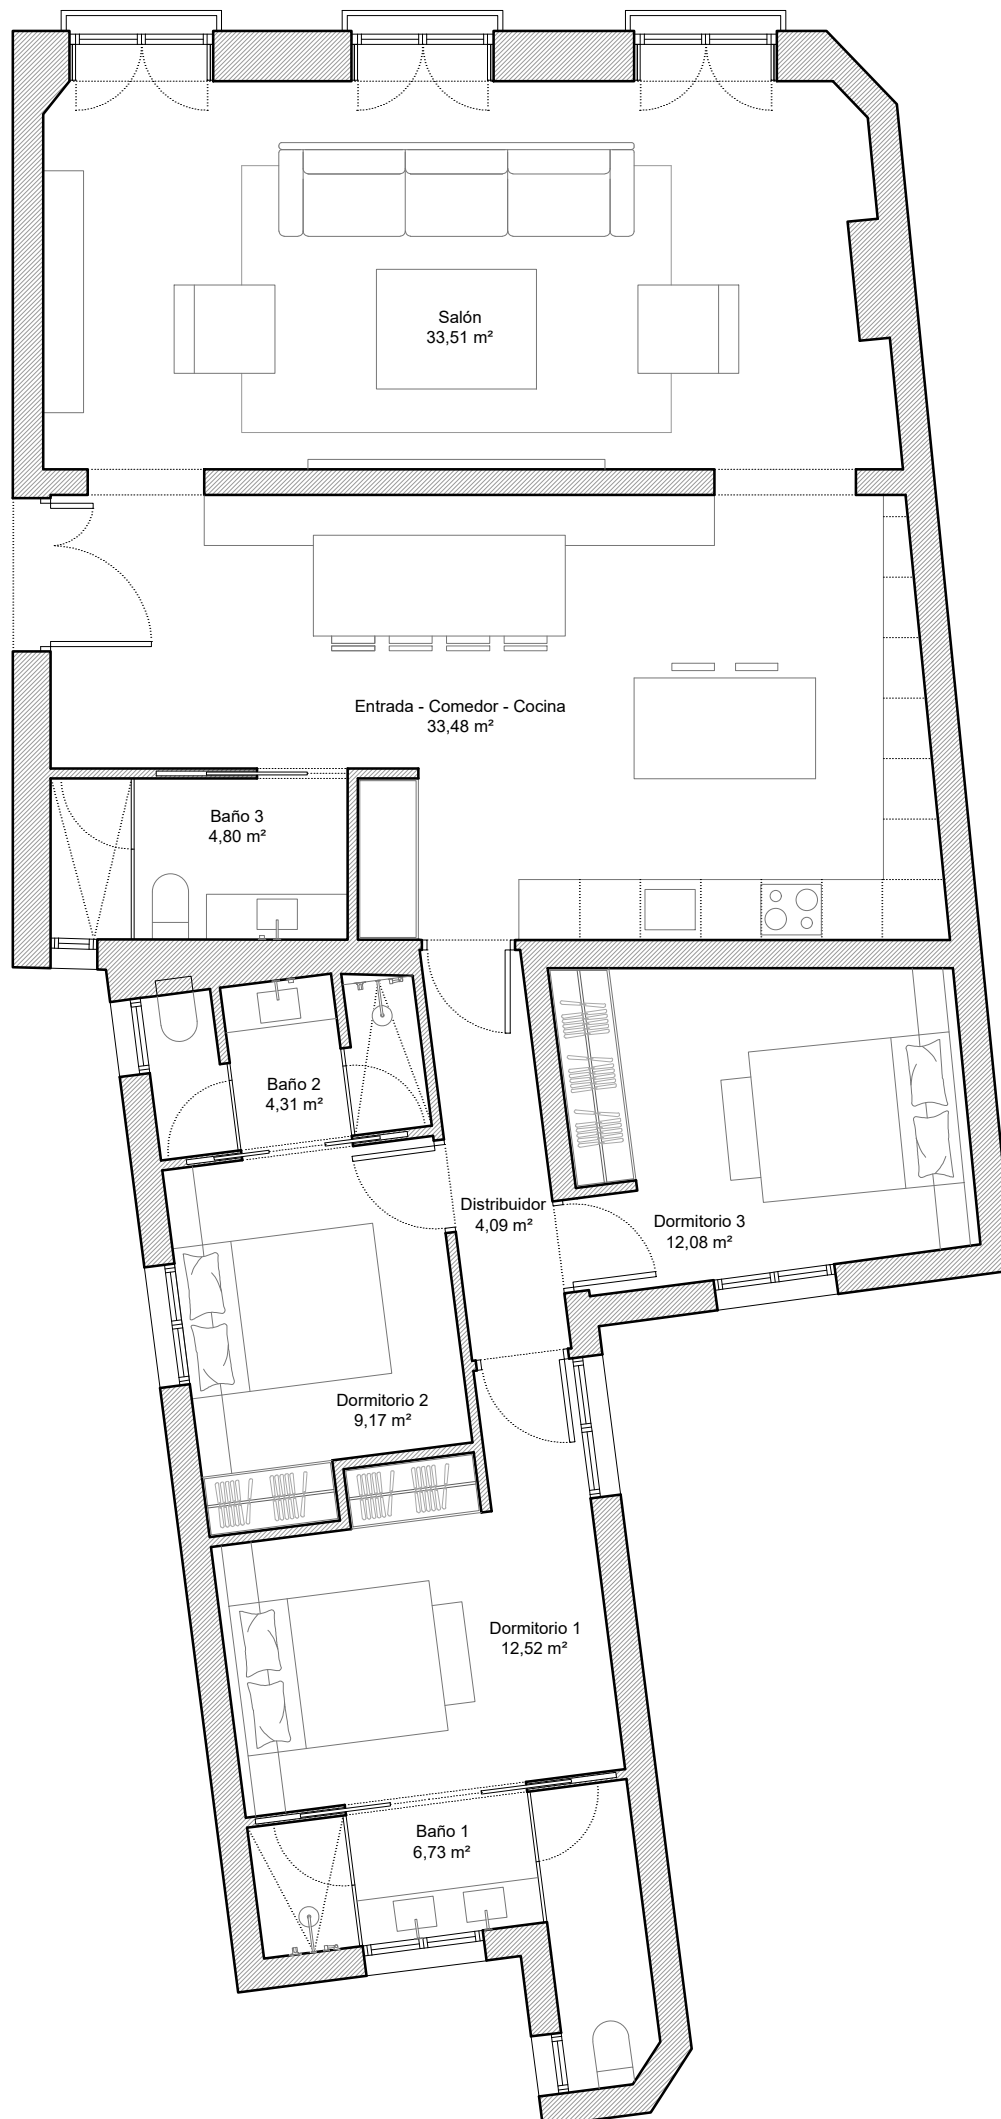 Salón
33,51 m²
Entrada - Comedor - Cocina
33,48 m²
Baño 3
4,80 m²
Baño 2
4,31 m²
Distribuidor
4,09 m²
Dormitorio 3
12,08 m²
Dormitorio 2
9,17 m²
Dormitorio 1
12,52 m²
Baño 1
6,73 m²